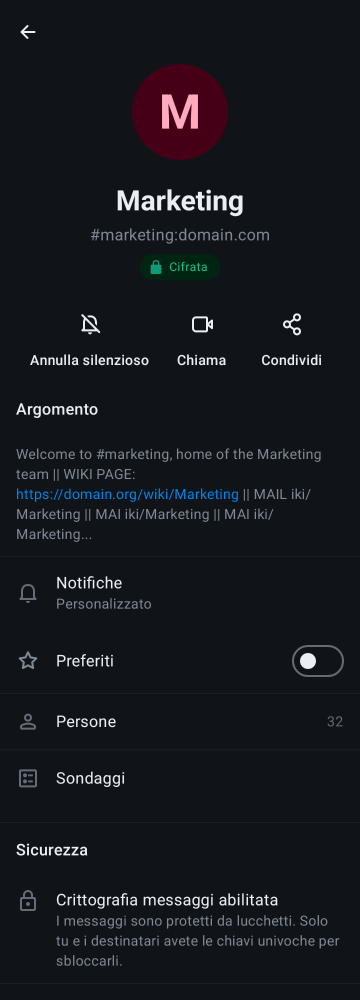 M
Marketing
#marketing:domain.com
Cifrata
Annulla silenzioso
Chiama
Condividi
Argomento
Welcome to #marketing, home of the Marketing
team || WIKI PAGE:
https://domain.org/wiki/Marketing || MAIL iki/
Marketing || MAI iki/Marketing || MAI iki/
Marketing...
Notifiche
Personalizzato
Preferiti
Persone 32
Sondaggi
Sicurezza
Crittografia messaggi abilitata
I messaggi sono protetti da lucchetti. Solo
tu e i destinatari avete le chiavi univoche per
sbloccarli.